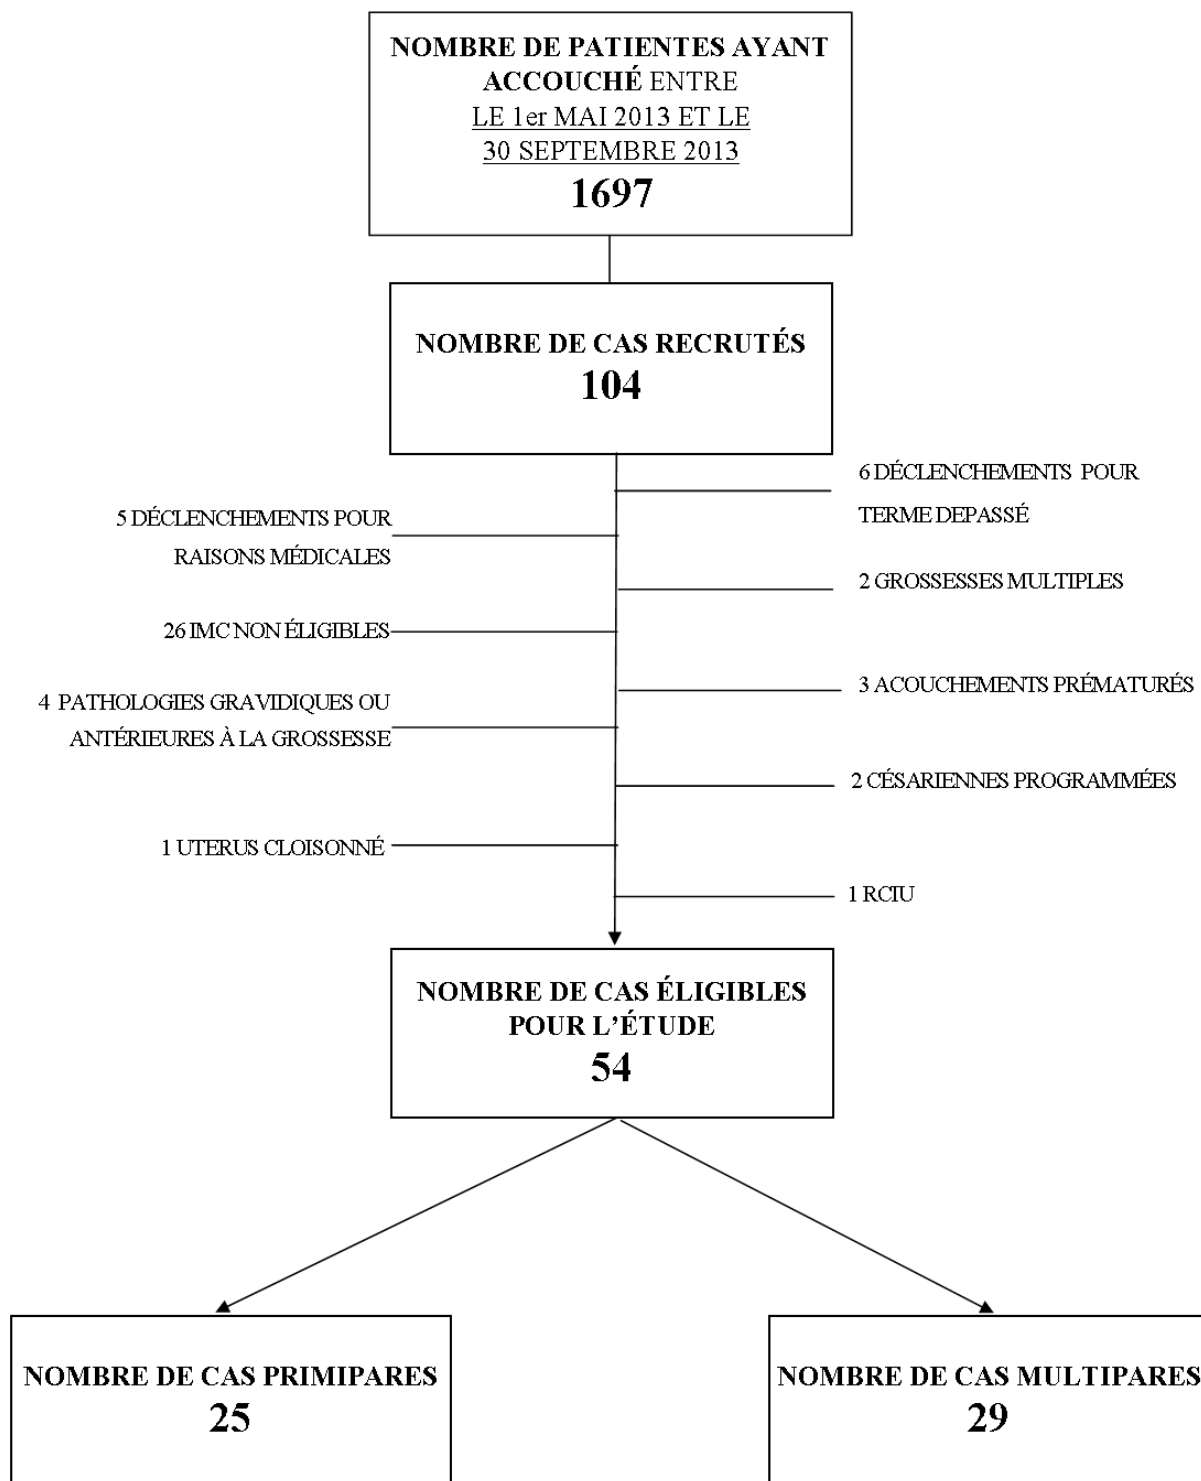 NOMBRE DE PATIENTES AYANT
ACCOUCHÉ ENTRE
LE 1er MAI 2013 ET LE
30 SEPTEMBRE 2013
1697
NOMBRE DE CAS RECRUTÉS
104
6 DÉCLENCHEMENTS POUR
TERME DEPASSÉ
5 DÉCLENCHEMENTS POUR
RAISONS MÉDICALES
2 GROSSESSES MULTIPLES
26 IMC NON ÉLIGIBLES
3 ACOUCHEMENTS PRÉMATURÉS
4 PATHOLOGIES GRAVIDIQUES OU
ANTÉRIEURES À LA GROSSESSE
2 CÉSARIENNES PROGRAMMÉES
1 UTERUS CLOISONNÉ
1 RCIU
NOMBRE DE CAS ÉLIGIBLES
POUR L’ÉTUDE
54
NOMBRE DE CAS PRIMIPARES
25
NOMBRE DE CAS MULTIPARES
29